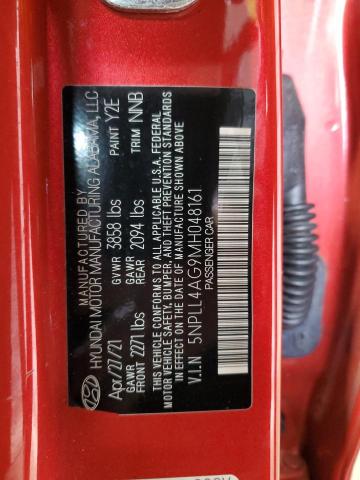 MANUFACTURED BY
HYUNDAI MOTOR MANUFACTURING ALABAMA, LLC
Apr/27/21 GVWR 3858 lbs PAINT Y2E
GAWR FRONT 2271 lbs GAWR REAR 2094 lbs TRIM NNB
THIS VEHICLE CONFORMS TO ALL APPLICABLE U.S.A. FEDERAL
MOTOR VEHICLE SAFETY, BUMPER, AND THEFT PREVENTION STANDARDS
IN EFFECT ON THE DATE OF MANUFACTURE SHOWN ABOVE
V.I.N 5NPLL4AG9MH048161
PASSENGER CAR